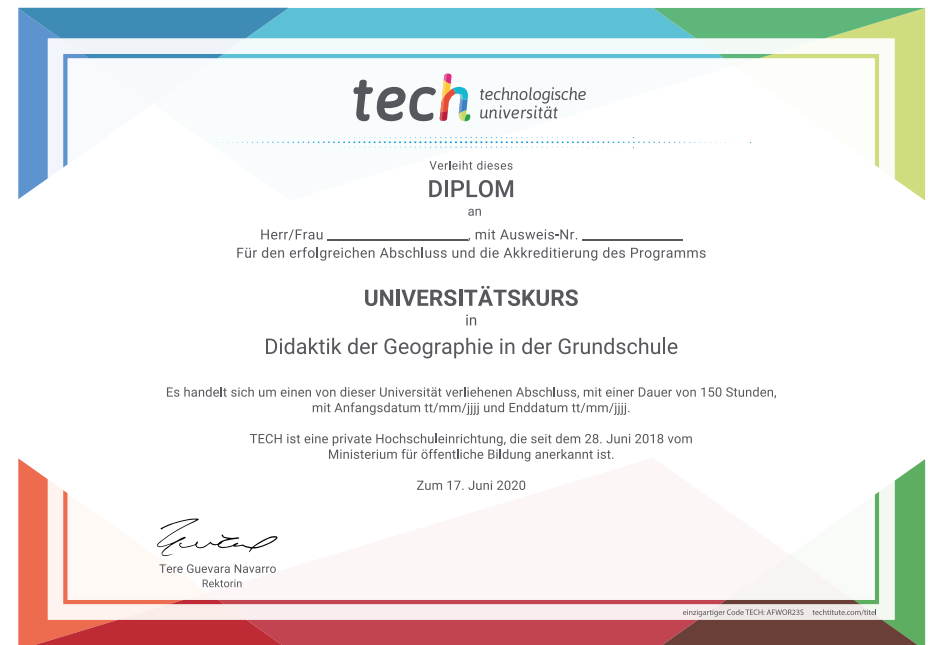 tech technologische
universität
Verleiht dieses
DIPLOM
an
Herr/Frau ____________________, mit Ausweis-Nr. ______________
Für den erfolgreichen Abschluss und die Akkreditierung des Programms
UNIVERSITÄTSKURS
in
Didaktik der Geographie in der Grundschule
Es handelt sich um einen von dieser Universität verliehenen Abschluss, mit einer Dauer von 150 Stunden,
mit Anfangsdatum tt/mm/jjjj und Enddatum tt/mm/jjjj.
TECH ist eine private Hochschuleinrichtung, die seit dem 28. Juni 2018 vom
Ministerium für öffentliche Bildung anerkannt ist.
Zum 17. Juni 2020
Tere Guevara Navarro
Rektorin
einzigartiger Code TECH: AFWOR23S techtitute.com/titel